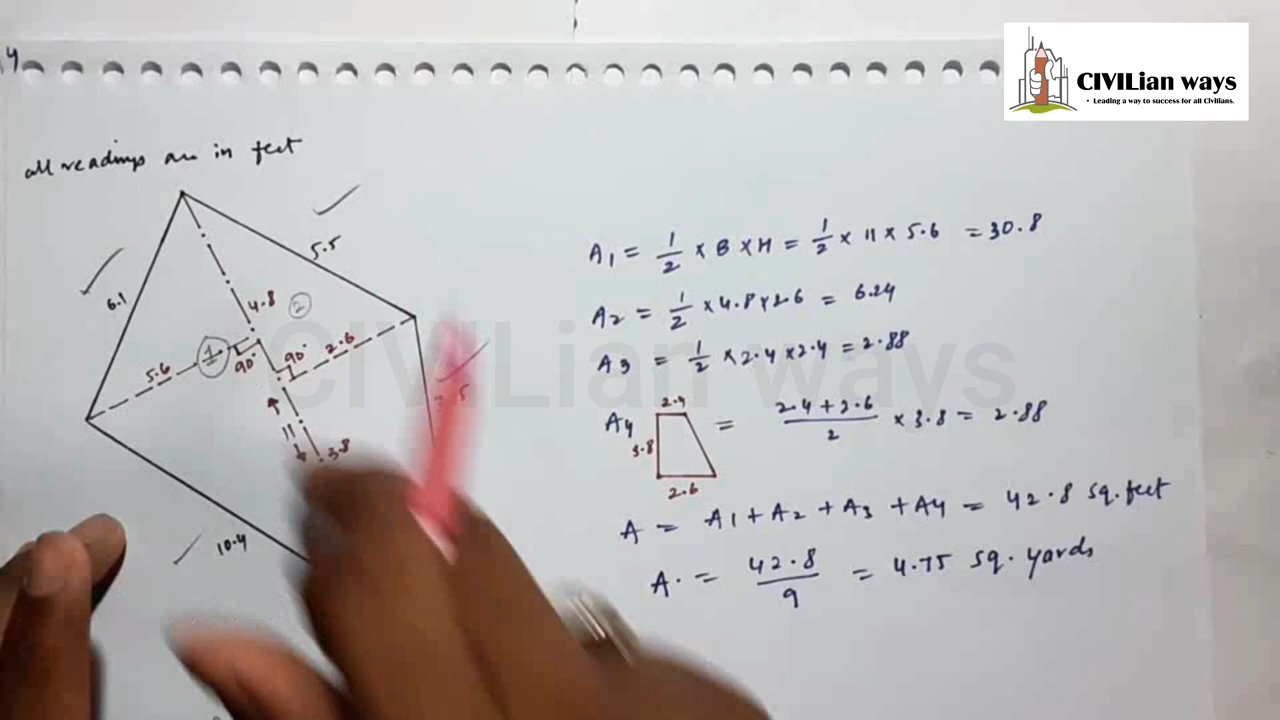 CIVILian ways
• Leading a way to success for all Civilians.
all readings are in feet
5.5
6.1
4.8
2
1
5.6
90°
90°
2.6
11
3.8
10.4
A1 = 1/2 × B × H = 1/2 × 11 × 5.6 = 30.8
A2 = 1/2 × 4.8 × 2.6 = 6.24
A3 = 1/2 × 2.4 × 2.4 = 2.88
2.4
A4 = 2.4 + 2.6 / 2 × 3.8 = 2.88
3.8
2.6
A = A1 + A2 + A3 + A4 = 42.8 sq. feet
A. = 42.8 / 9 = 4.75 sq. yards
CIVILian ways